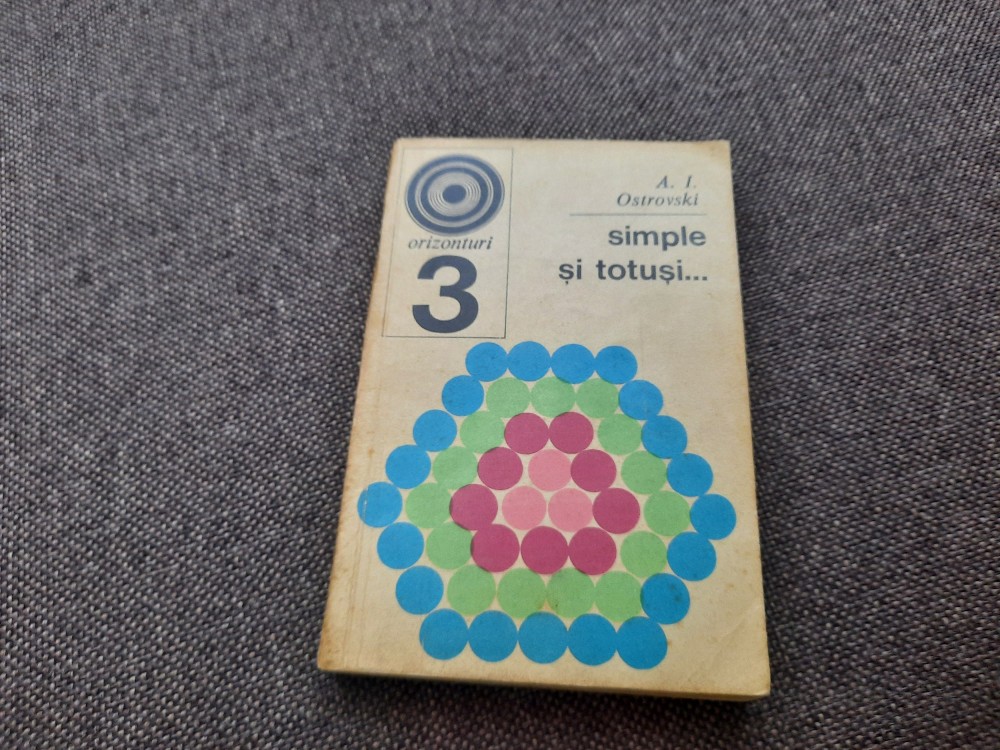 orizonturi
3
A. I.
Ostrovski
simple
și totuși...